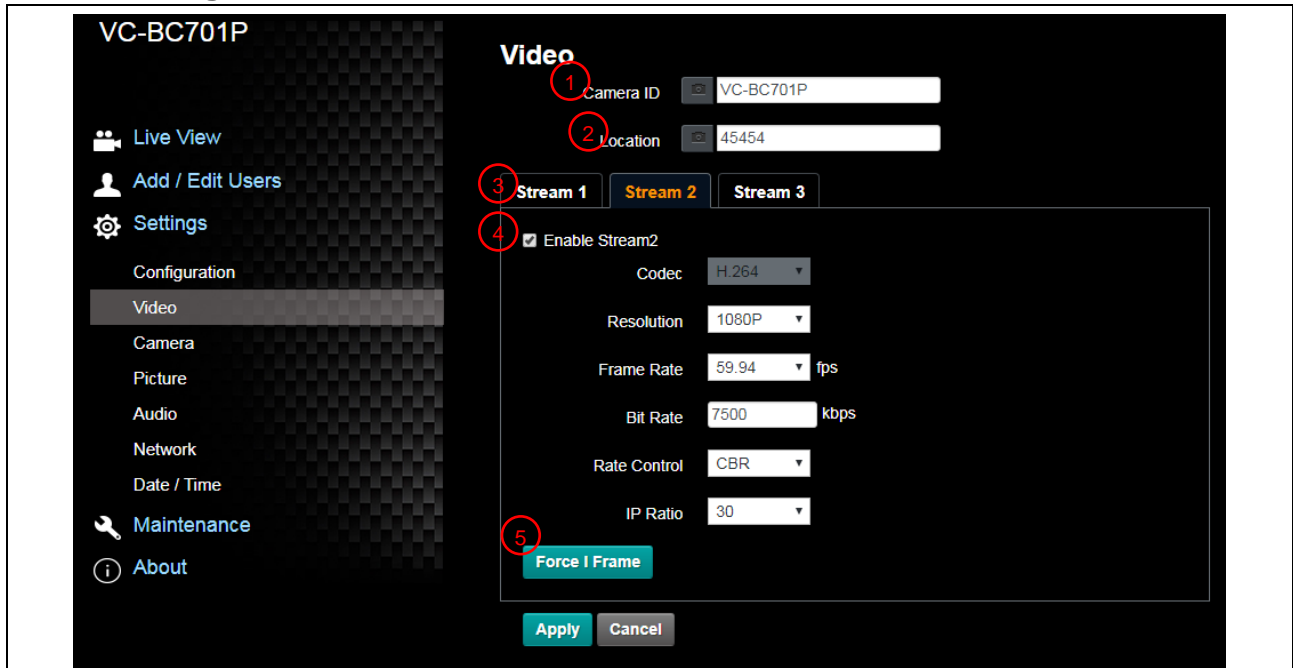 VC-BC701P
Live View
Add / Edit Users
Settings
Configuration
Video
Camera
Picture
Audio
Network
Date / Time
Maintenance
About
Video
1 Camera ID VC-BC701P
2 Location 45454
3 Stream 1 Stream 2 Stream 3
4 Enable Stream2
Codec H.264
Resolution 1080P
Frame Rate 59.94 fps
Bit Rate 7500 kbps
Rate Control CBR
IP Ratio 30
5
Force I Frame
Apply Cancel